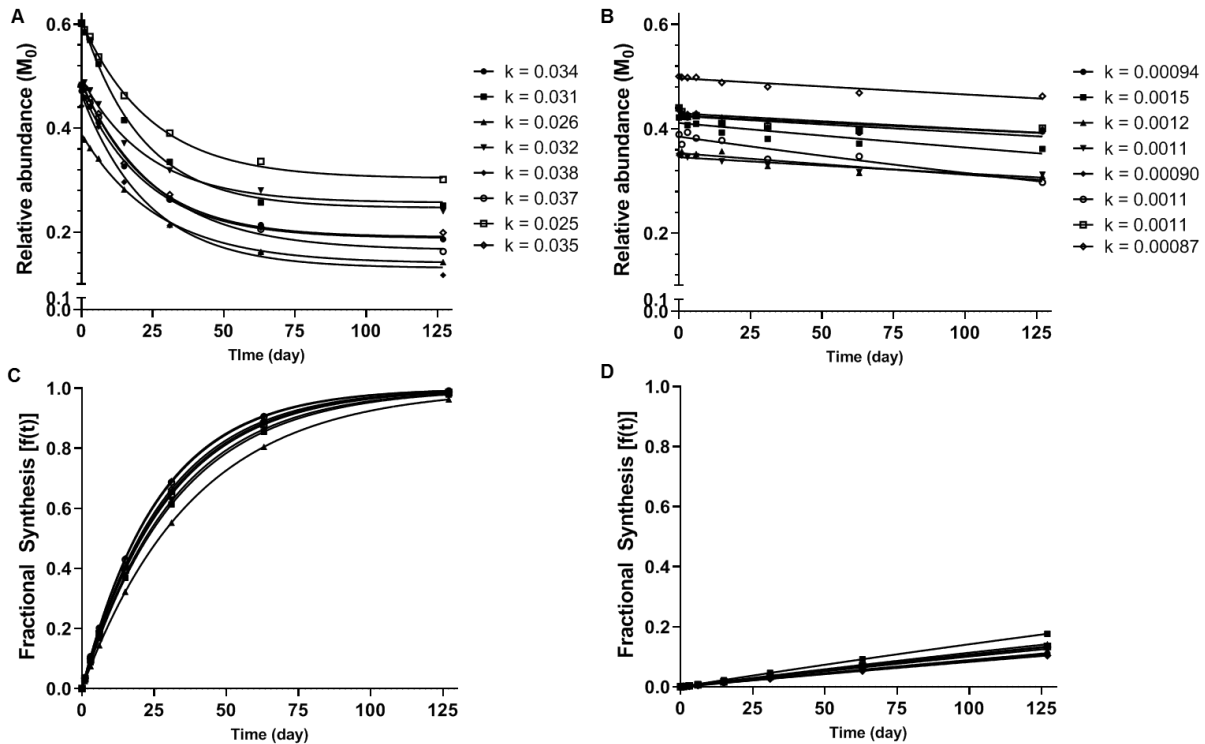 A
Relative abundance (M0)
0.6
0.4
0.2
0.1
0.0
0
25
50
75
100
125
TIme (day)
k = 0.034
k = 0.031
k = 0.026
k = 0.032
k = 0.038
k = 0.037
k = 0.025
k = 0.035
B
Relative abundance (M0)
0.6
0.4
0.2
0.1
0.0
0
25
50
75
100
125
Time (day)
k = 0.00094
k = 0.0015
k = 0.0012
k = 0.0011
k = 0.00090
k = 0.0011
k = 0.0011
k = 0.00087
C
Fractional Synthesis [f(t)]
1.0
0.8
0.6
0.4
0.2
0.0
0
25
50
75
100
125
Time (day)
D
Fractional Synthesis [f(t)]
1.0
0.8
0.6
0.4
0.2
0.0
0
25
50
75
100
125
Time (day)